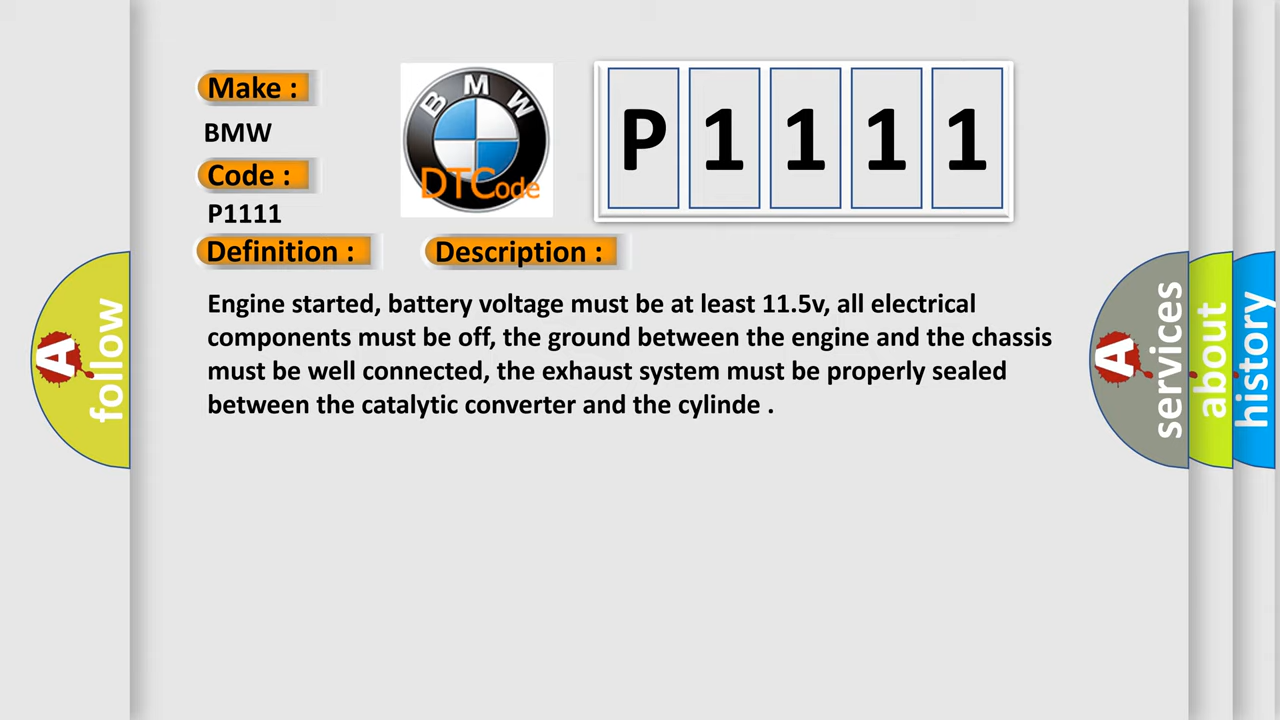 Make :
BMW
Code :
P1111
Definition :
Description :
BMW
DTCode
P 1 1 1 1
Engine started, battery voltage must be at least 11.5v, all electrical
components must be off, the ground between the engine and the chassis
must be well connected, the exhaust system must be properly sealed
between the catalytic converter and the cylinde .
A
follow
A
services
about
history